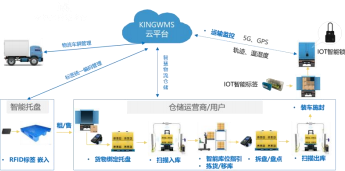 KINGWMS
云平台
物流车辆管理
运输监控
5G、GPS
轨迹、温湿度
IOT智能锁
IOT智能标签
智能托盘
仓储运营商/用户
整车施封
租/售
RFID标签 嵌入
货物绑定托盘
扫描入库
智能库位指引
拣货/移库
拆盘/盘点
扫描出库